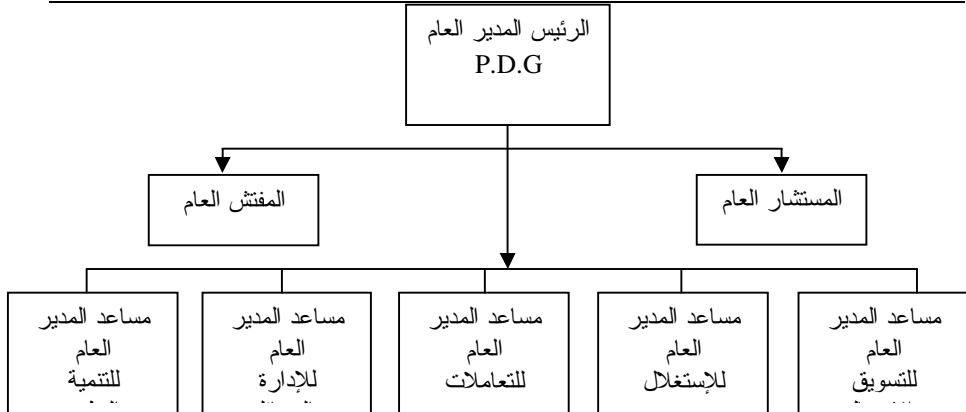 الرئيس المدير العام
P.D.G
المستشار العام
المفتش العام
مساعد المدير
العام
للتسويق
مساعد المدير
العام
للإستغلال
مساعد المدير
العام
للتعاملات
مساعد المدير
العام
للإدارة
مساعد المدير
العام
للتنمية